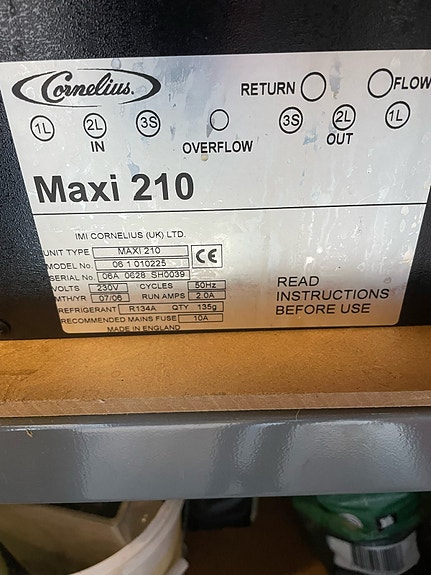 Cornelius.
RETURN FLOW
1L 2L 3S 3S 2L 1L
IN OVERFLOW OUT
Maxi 210
IMI CORNELIUS (UK) LTD.
UNIT TYPE MAXI 210 CE
MODEL No. 06 1 010225
SERIAL No. 06A 0628 SH0039
VOLTS 230V CYCLES 50Hz
MTH/YR 07/06 RUN AMPS 2.0A
REFRIGERANT R134A QTY 135g
RECOMMENDED MAINS FUSE 10A
MADE IN ENGLAND
READ
INSTRUCTIONS
BEFORE USE